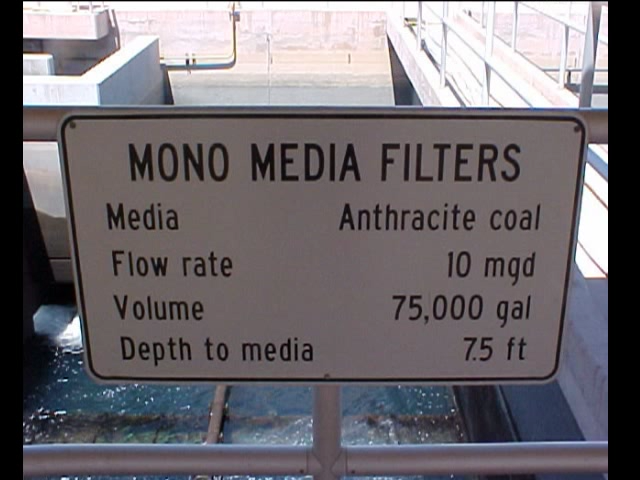 MONO MEDIA FILTERS
Media Anthracite coal
Flow rate 10 mgd
Volume 75,000 gal
Depth to media 7.5 ft